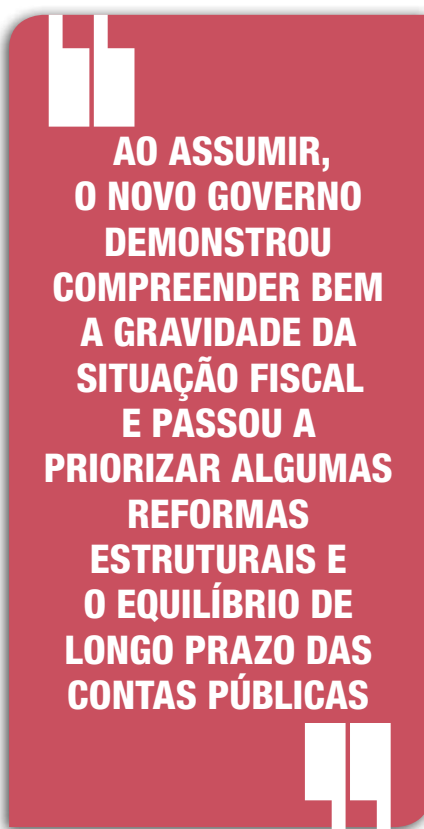 AO ASSUMIR,
O NOVO GOVERNO
DEMONSTROU
COMPREENDER BEM
A GRAVIDADE DA
SITUAÇÃO FISCAL
E PASSOU A
PRIORIZAR ALGUMAS
REFORMAS
ESTRUTURAIS E
O EQUILÍBRIO DE
LONGO PRAZO DAS
CONTAS PÚBLICAS